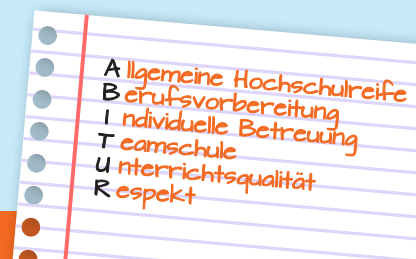 Allgemeine Hochschulreife
Berufsvorbereitung
Individuelle Betreuung
Teamschule
Unterrichtsqualität
Respekt